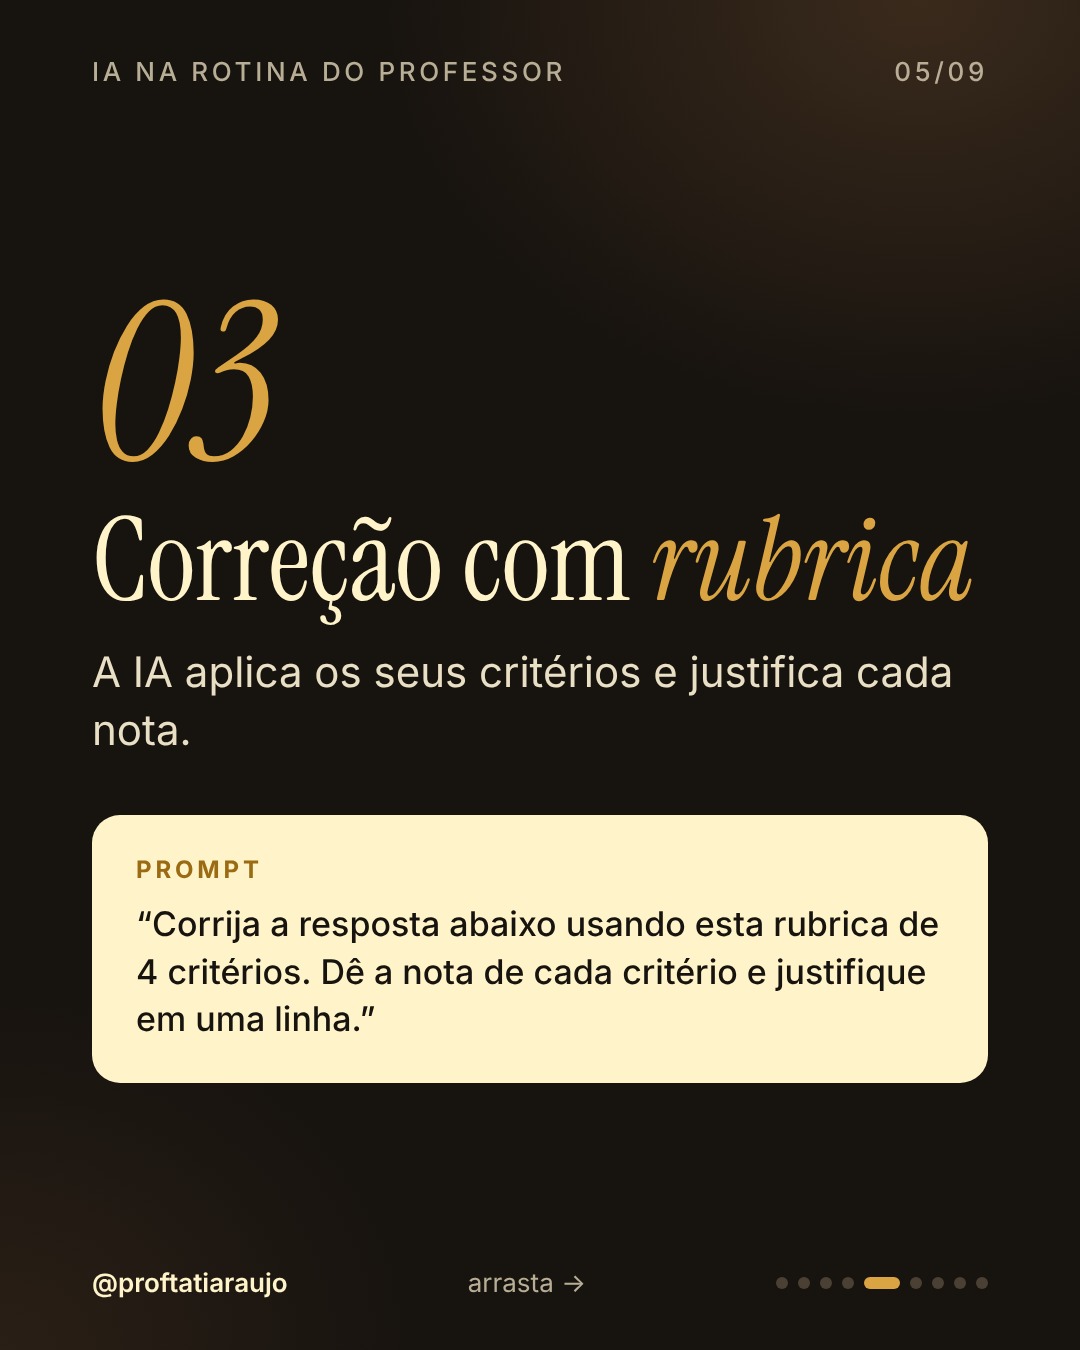 IA NA ROTINA DO PROFESSOR
05/09
03
Correção com rubrica
A IA aplica os seus critérios e justifica cada
nota.
PROMPT
“Corrija a resposta abaixo usando esta rubrica de
4 critérios. Dê a nota de cada critério e justifique
em uma linha.”
@proftatiaraujo
arrasta →